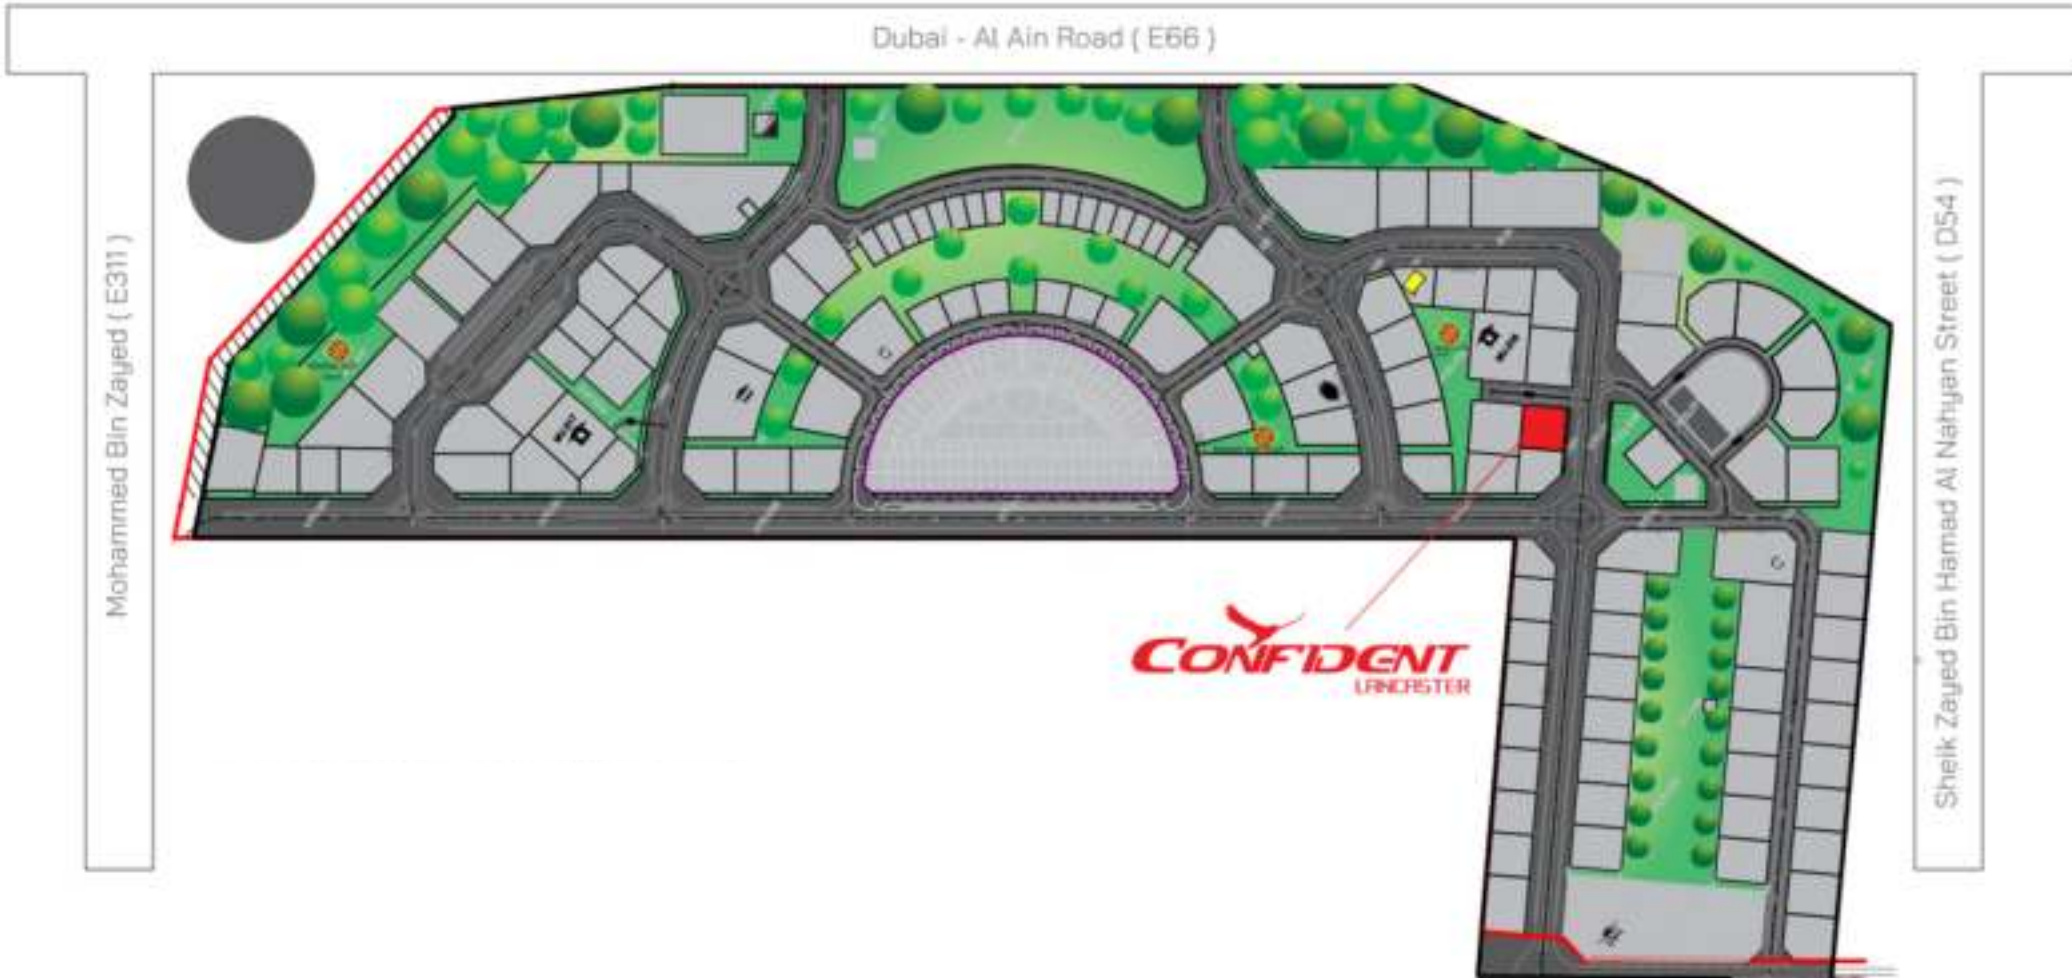 Dubai - Al Ain Road ( E66 )
Mohammed Bin Zayed ( E311 )
Sheik Zayed Bin Hamad Al Nahyan Street ( D54 )
CONFIDENT
LANCASTER